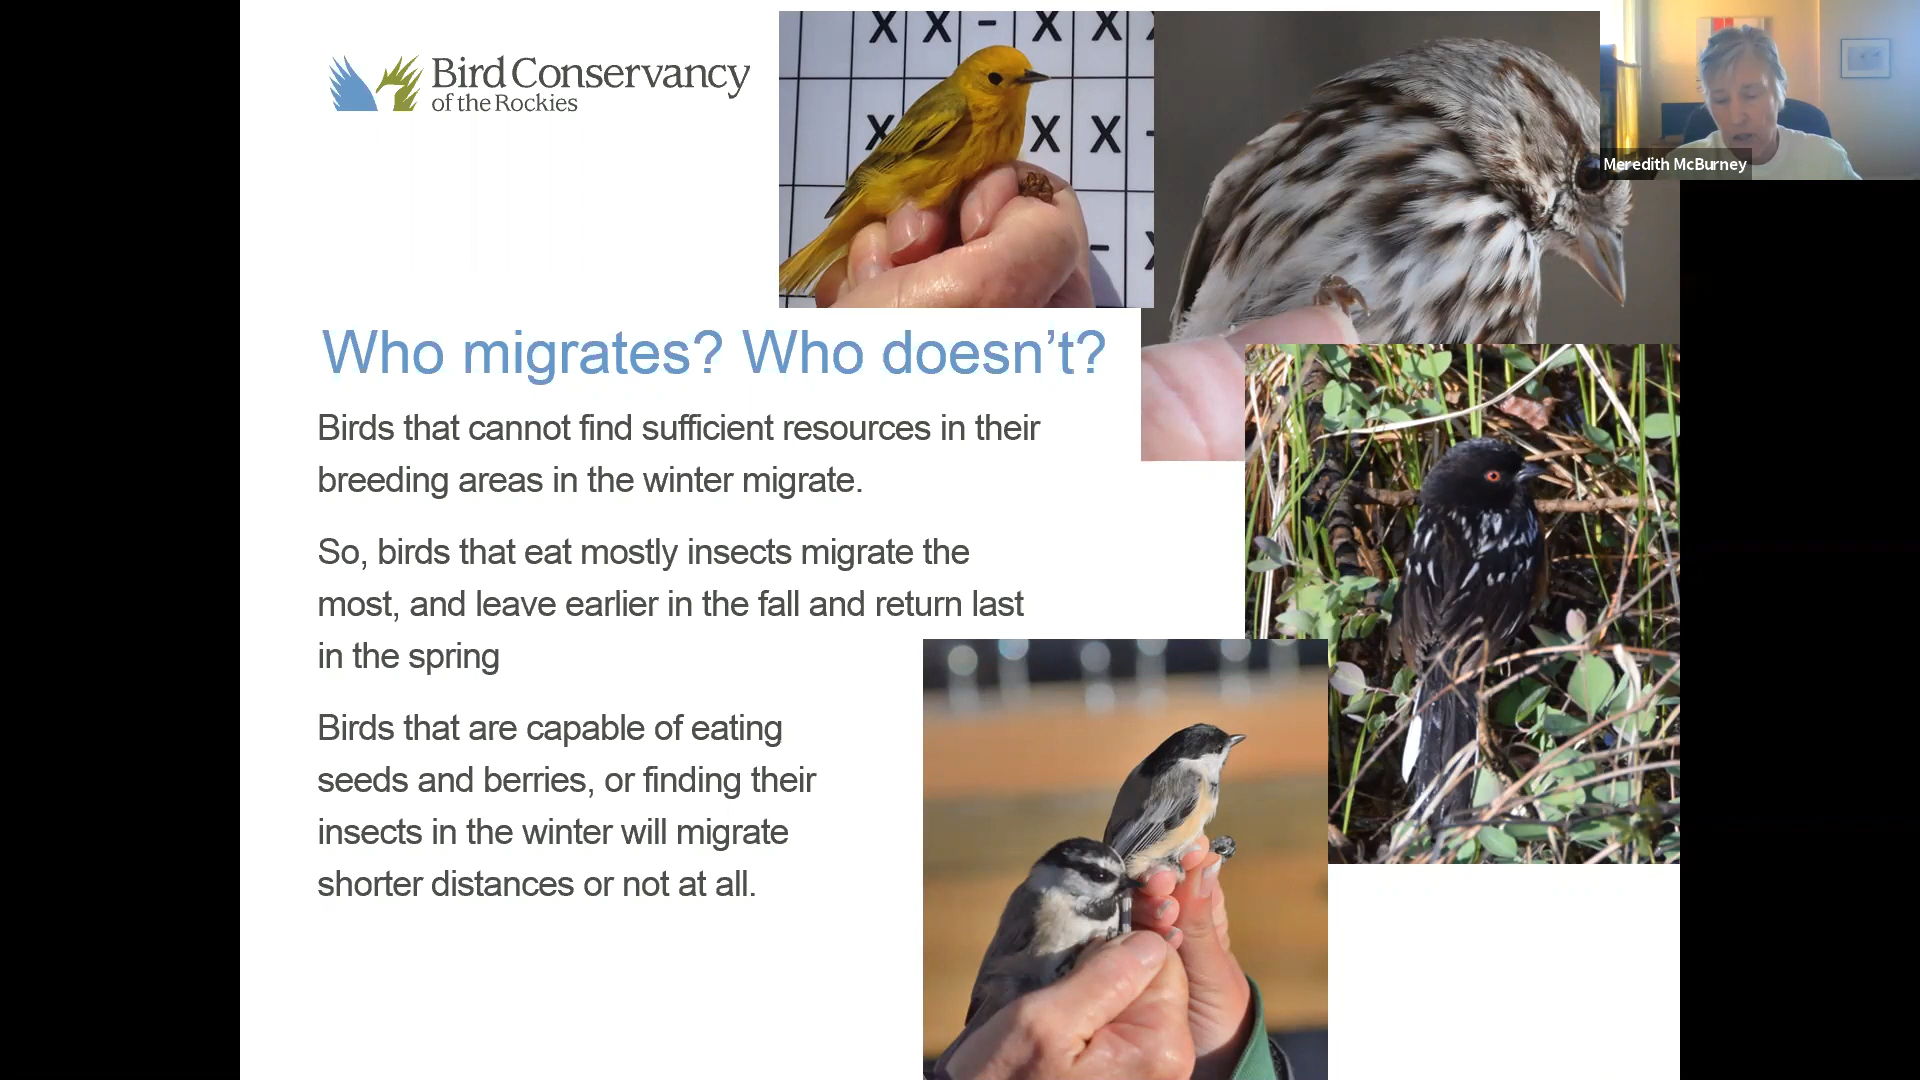 Bird Conservancy
of the Rockies
X X - X X
X X X -
-
Meredith McBurney
Who migrates? Who doesn't?
Birds that cannot find sufficient resources in their
breeding areas in the winter migrate.
So, birds that eat mostly insects migrate the
most, and leave earlier in the fall and return last
in the spring
Birds that are capable of eating
seeds and berries, or finding their
insects in the winter will migrate
shorter distances or not at all.